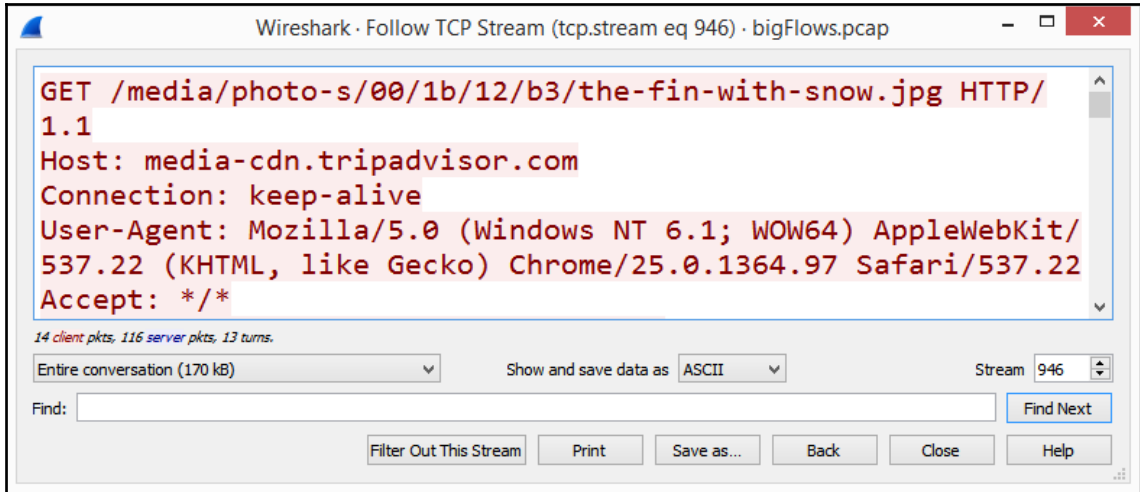 Wireshark · Follow TCP Stream (tcp.stream eq 946) · bigFlows.pcap
GET /media/photo-s/00/1b/12/b3/the-fin-with-snow.jpg HTTP/
1.1
Host: media-cdn.tripadvisor.com
Connection: keep-alive
User-Agent: Mozilla/5.0 (Windows NT 6.1; WOW64) AppleWebKit/
537.22 (KHTML, like Gecko) Chrome/25.0.1364.97 Safari/537.22
Accept: */*
14 client pkts, 116 server pkts, 13 turns.
Entire conversation (170 kB) Show and save data as ASCII Stream 946
Find: Find Next
Filter Out This Stream Print Save as... Back Close Help